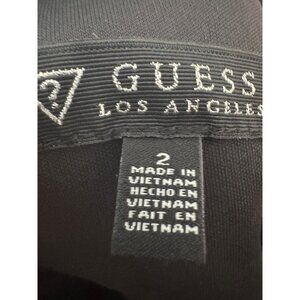 ?
GUESS
LOS ANGELES
2
MADE IN
VIETNAM
HECHO EN
VIETNAM
FAIT EN
VIETNAM